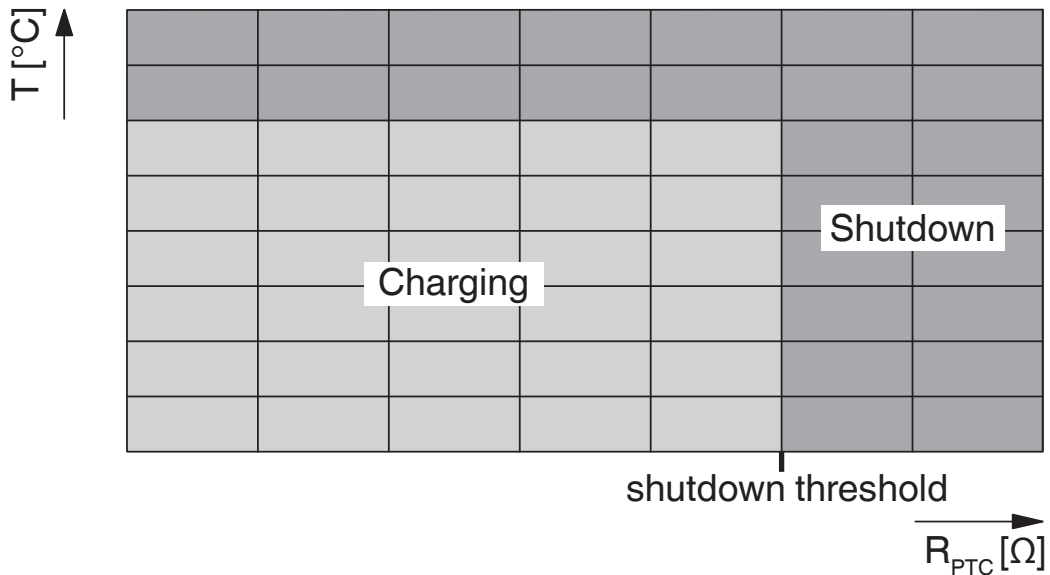 T [°C]
Shutdown
Charging
shutdown threshold
R_PTC [Ω]